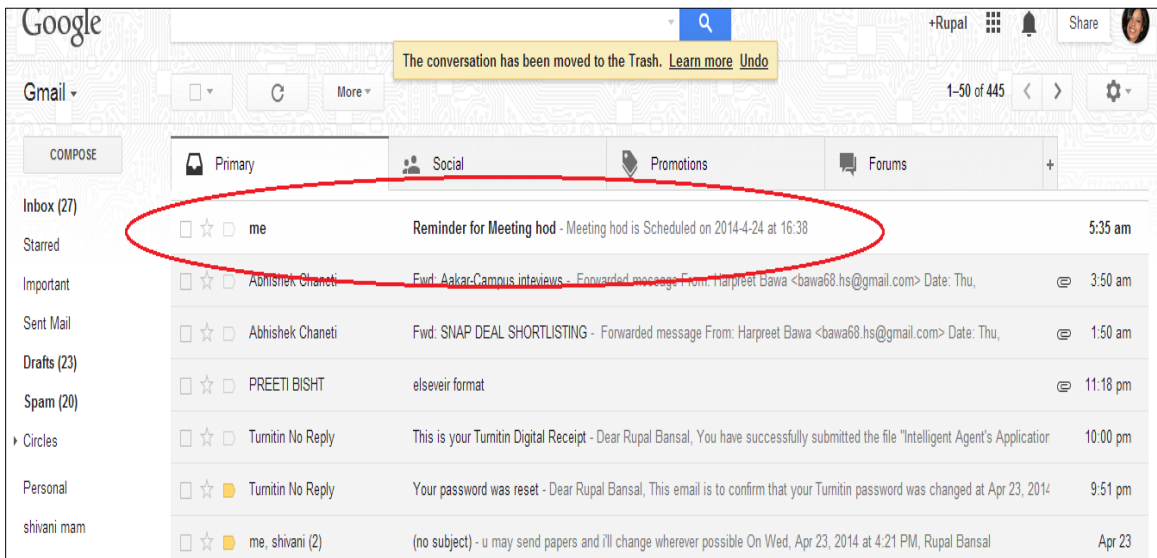 Google
+Rupal Share
The conversation has been moved to the Trash. Learn more Undo
Gmail More 1–50 of 445
COMPOSE
Primary Social Promotions Forums +
Inbox (27)
Starred
Important
Sent Mail
Drafts (23)
Spam (20)
Circles
Personal
shivani mam
me Reminder for Meeting hod - Meeting hod is Scheduled on 2014-4-24 at 16:38 5:35 am
Abhishek Chaneti Fwd: Aakar-Campus inteviews - Forwarded message From: Harpreet Bawa <bawa68.hs@gmail.com> Date: Thu, 3:50 am
Abhishek Chaneti Fwd: SNAP DEAL SHORTLISTING - Forwarded message From: Harpreet Bawa <bawa68.hs@gmail.com> Date: Thu, 1:50 am
PREETI BISHT elseveir format 11:18 pm
Turnitin No Reply This is your Turnitin Digital Receipt - Dear Rupal Bansal, You have successfully submitted the file "Intelligent Agent's Application 10:00 pm
Turnitin No Reply Your password was reset - Dear Rupal Bansal, This email is to confirm that your Turnitin password was changed at Apr 23, 2014 9:51 pm
me, shivani (2) (no subject) - u may send papers and i'll change wherever possible On Wed, Apr 23, 2014 at 4:21 PM, Rupal Bansal Apr 23